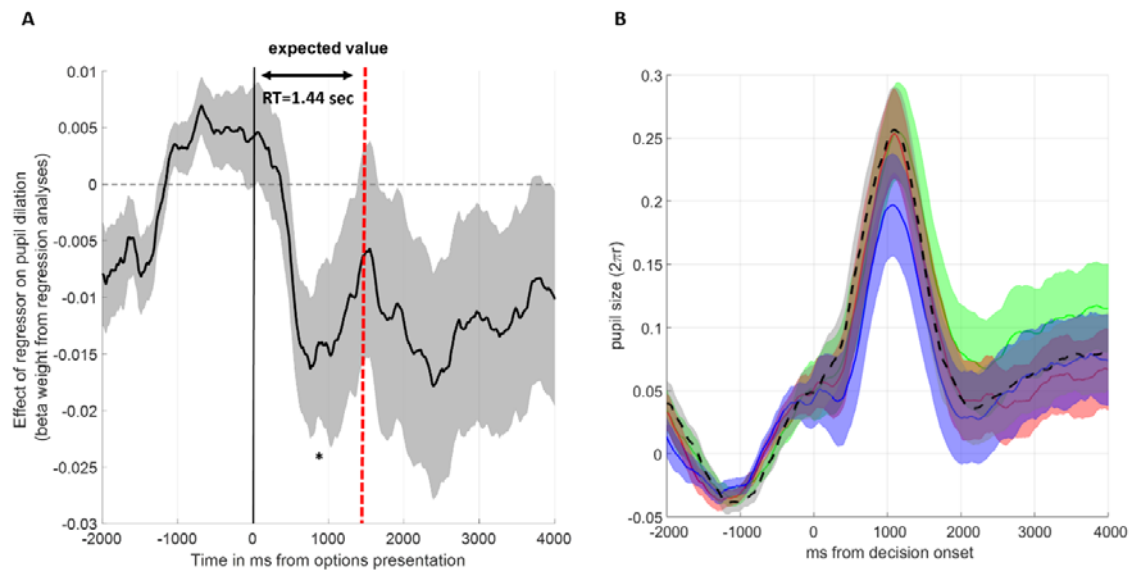 A
expected value
RT=1.44 sec
0.01
0.005
0
-0.005
-0.01
-0.015
-0.02
-0.025
-0.03
*
-2000 -1000 0 1000 2000 3000 4000
Time in ms from options presentation
Effect of regressor on pupil dilation
(beta weight from regression analyses)
B
0.3
0.25
0.2
0.15
0.1
0.05
0
-0.05
-2000 -1000 0 1000 2000 3000 4000
ms from decision onset
pupil size (2πr)